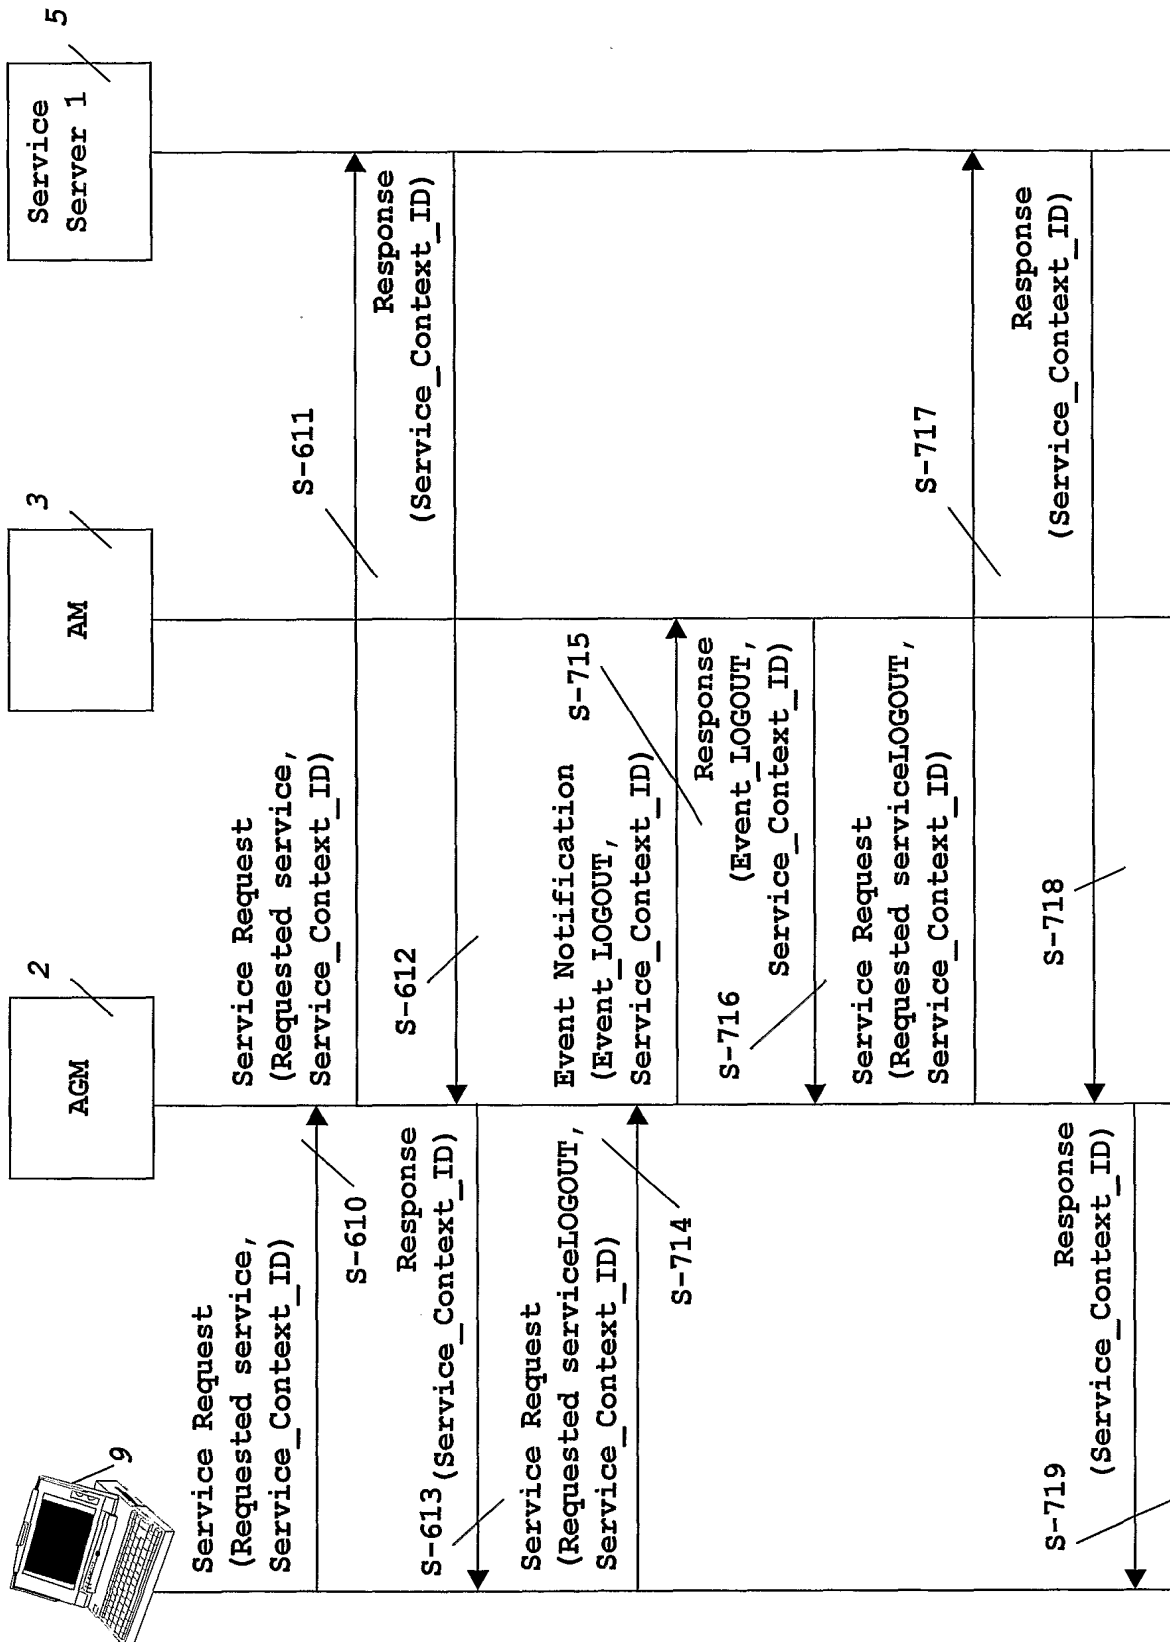 9
AGM
2
AM
3
Service
Server 1
5
Service Request
(Requested service,
Service_Context_ID)
S-610
Service Request
(Requested service,
Service_Context_ID)
S-611
Response
(Service_Context_ID)
S-612
Response
(Service_Context_ID)
S-613
Service Request
(Requested serviceLOGOUT,
Service_Context_ID)
S-714
Event Notification
(Event_LOGOUT,
Service_Context_ID)
S-715
Response
(Event_LOGOUT,
Service_Context_ID)
S-716
Service Request
(Requested serviceLOGOUT,
Service_Context_ID)
S-717
Response
(Service_Context_ID)
S-718
Response
(Service_Context_ID)
S-719